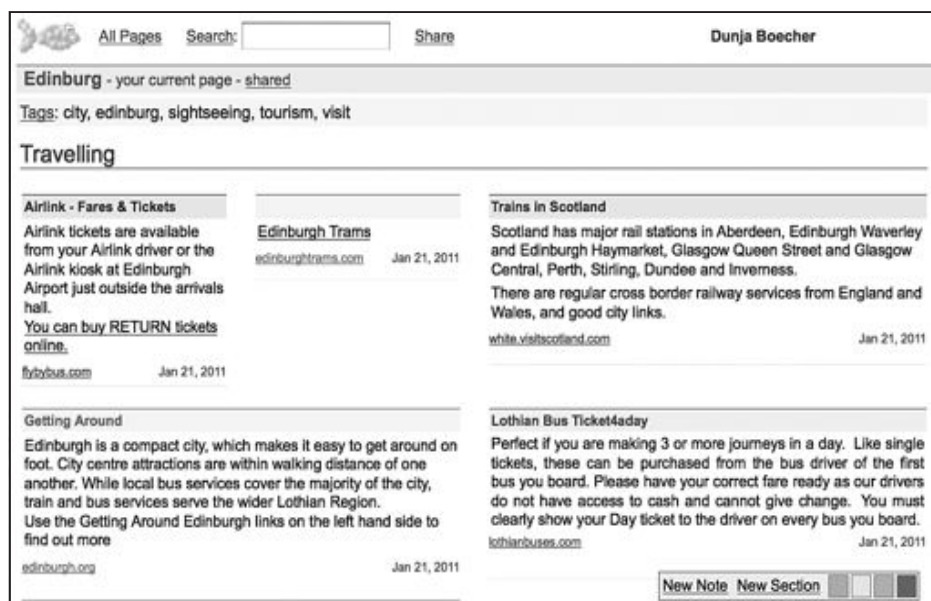 All Pages Search: Share Dunja Boecher
Edinburg - your current page - shared
Tags: city, edinburg, sightseeing, tourism, visit
Travelling
Airlink - Fares & Tickets
Airlink tickets are available
from your Airlink driver or the
Airlink kiosk at Edinburgh
Airport just outside the arrivals
hall.
You can buy RETURN tickets
online.
flybybus.com Jan 21, 2011
Edinburgh Trams
edinburghtrams.com Jan 21, 2011
Trains in Scotland
Scotland has major rail stations in Aberdeen, Edinburgh Waverley
and Edinburgh Haymarket, Glasgow Queen Street and Glasgow
Central, Perth, Stirling, Dundee and Inverness.
There are regular cross border railway services from England and
Wales, and good city links.
white.visitscotland.com Jan 21, 2011
Getting Around
Edinburgh is a compact city, which makes it easy to get around on
foot. City centre attractions are within walking distance of one
another. While local bus services cover the majority of the city,
train and bus services serve the wider Lothian Region.
Use the Getting Around Edinburgh links on the left hand side to
find out more
edinburgh.org Jan 21, 2011
Lothian Bus Ticket4aday
Perfect if you are making 3 or more journeys in a day. Like single
tickets, these can be purchased from the bus driver of the first
bus you board. Please have your correct fare ready as our drivers
do not have access to cash and cannot give change. You must
clearly show your Day ticket to the driver on every bus you board.
lothianbuses.com Jan 21, 2011
New Note New Section